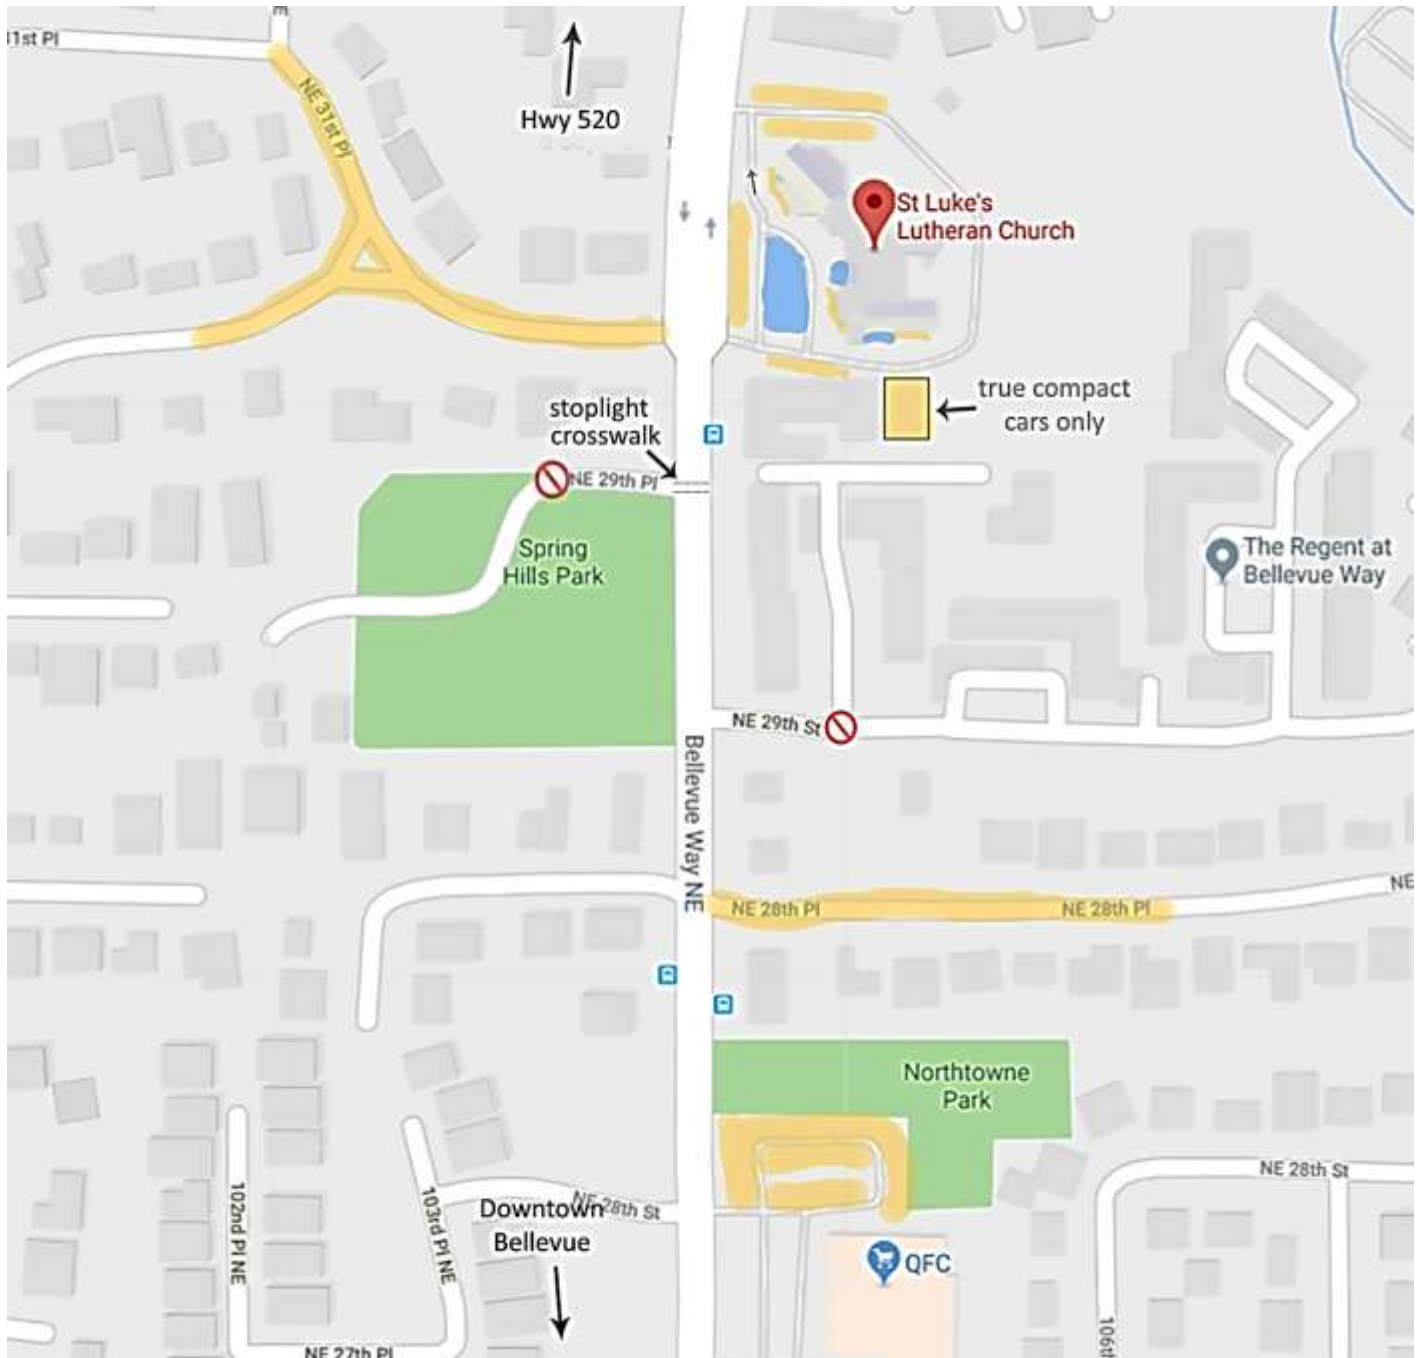 31st Pl
NE 31st Pl
Hwy 520
St Luke's
Lutheran Church
true compact
cars only
stoplight
crosswalk
NE 29th Pl
Spring
Hills Park
The Regent at
Bellevue Way
NE 29th St
Bellevue Way NE
NE
NE 28th Pl
NE 28th Pl
Northtowne
Park
NE 28th St
NE 28th St
Downtown
Bellevue
102nd Pl NE
103rd Pl NE
QFC
106th
NE 27th Pl